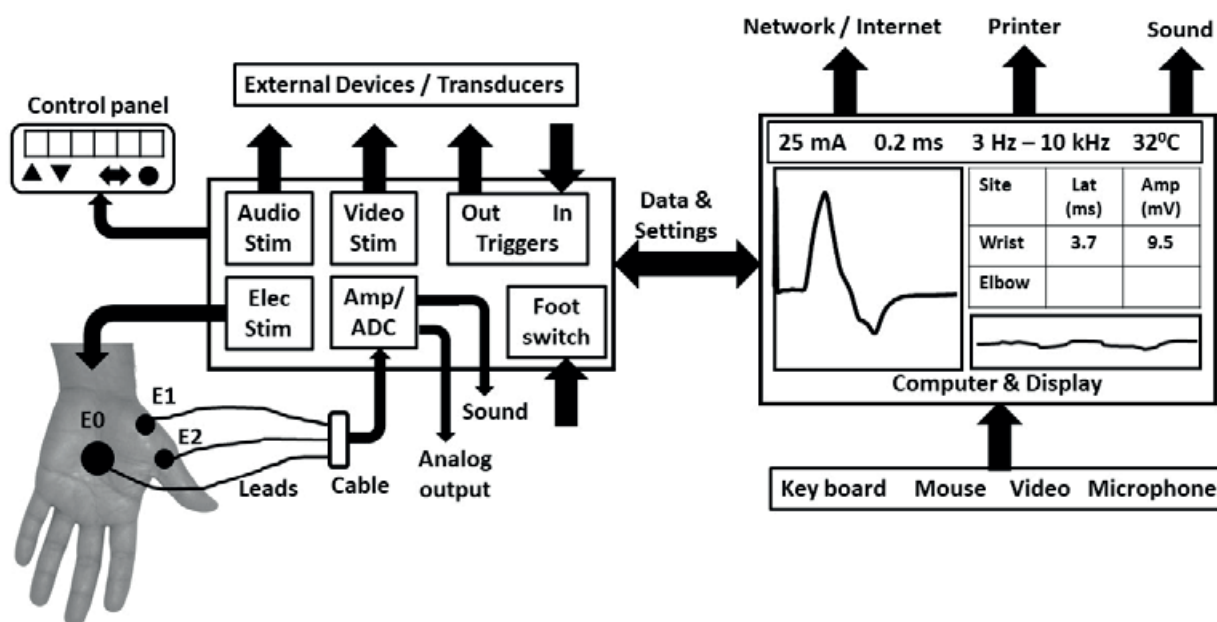 Network / Internet
Printer
Sound
External Devices / Transducers
Control panel
25 mA 0.2 ms 3 Hz – 10 kHz 32⁰C
Audio
Stim
Video
Stim
Out In
Triggers
Data &
Settings
Site
Lat
(ms)
Amp
(mV)
Wrist 3.7 9.5
Elbow
Elec
Stim
Amp/
ADC
Foot
switch
Computer & Display
E1
E0
E2
Sound
Leads
Cable
Analog
output
Key board Mouse Video Microphone